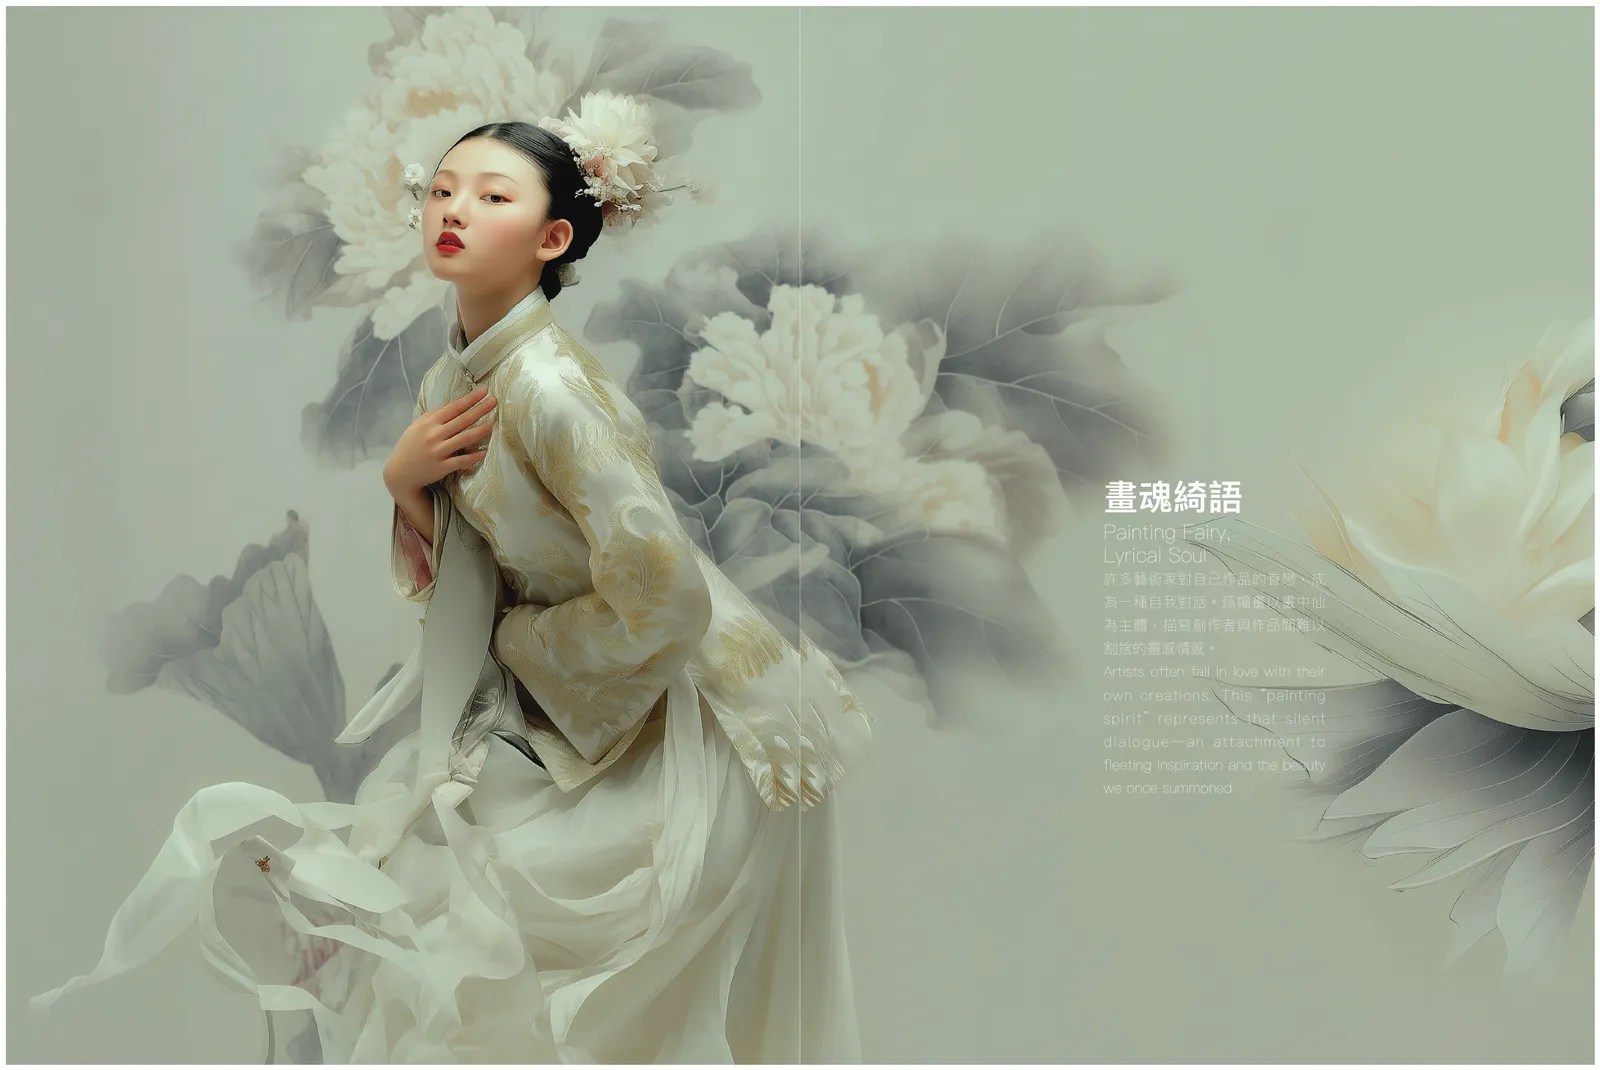 畫魂綺語
Painting Fairy,
Lyrical Soul
許多藝術家對自己作品的眷戀，成
為一種自我對話。這幅畫以畫中仙
為主體，描寫創作者與作品間難以
割捨的靈感情感。
Artists often fall in love with their
own creations. This "painting
spirit" represents that silent
dialogue—an attachment to
fleeting inspiration and the beauty
we once summoned.